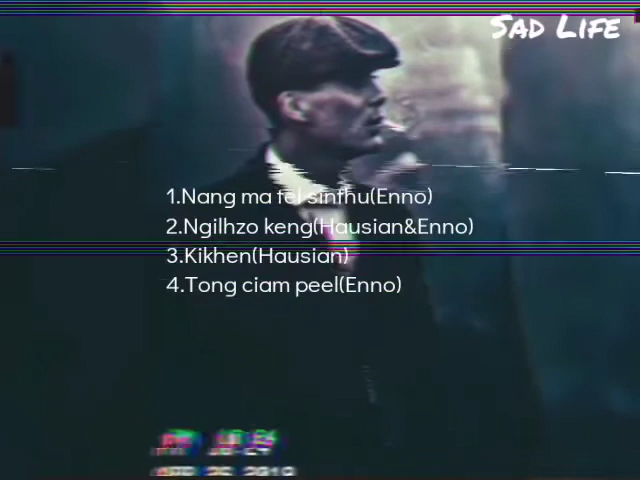 Sad Life
1.Nang ma tel sinthu(Enno)
2.Ngilhzo keng(Hausian&Enno)
3.Kikhen(Hausian)
4.Tong ciam peel(Enno)